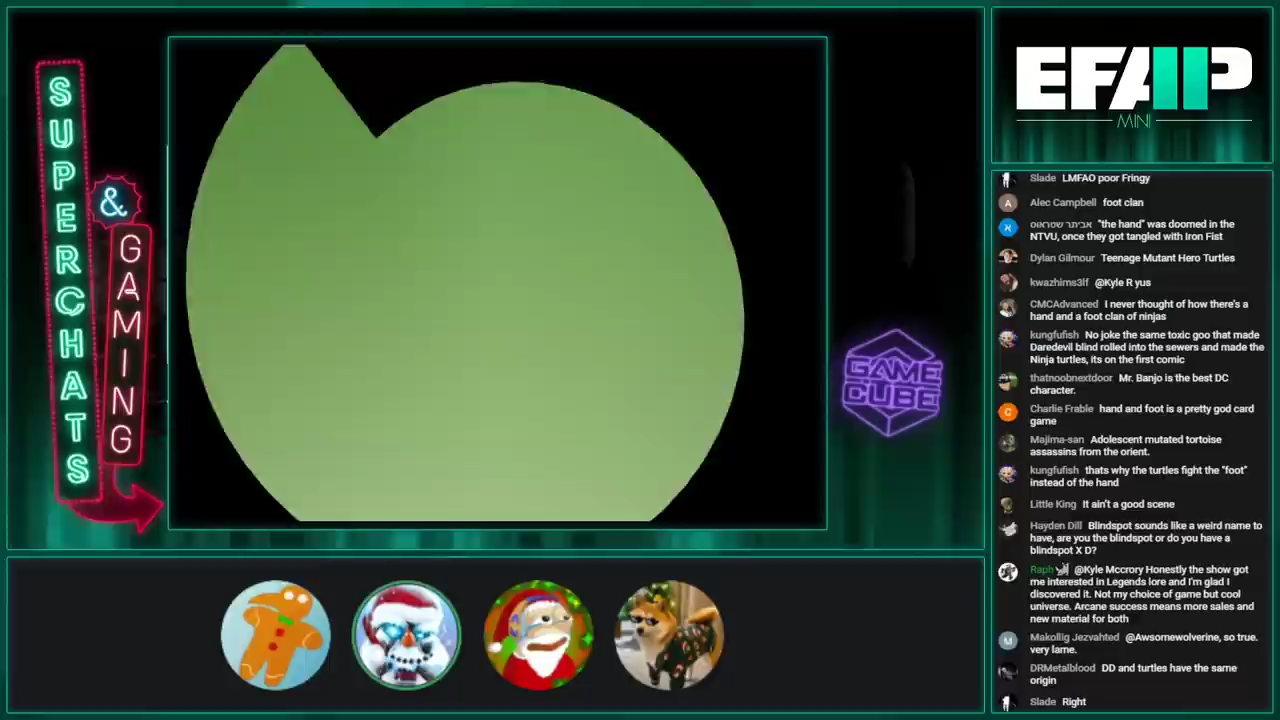 SUPERCHATS
&
GAMING
GAME
CUBE
EFAP
MINI
Slade LMFAO poor Fringy
A Alec Campbell foot clan
א אביתר שטראוס "the hand" was doomed in the
NTVU, once they got tangled with Iron Fist
Dylan Gilmour Teenage Mutant Hero Turtles
kwazhims3lf @Kyle R yus
CMCAdvanced I never thought of how there's a
hand and a foot clan of ninjas
kungfufish No joke the same toxic goo that made
Daredevil blind rolled into the sewers and made the
Ninja turtles, its on the first comic
thatnoobnextdoor Mr. Banjo is the best DC
character.
C Charlie Frable hand and foot is a pretty god card
game
Majima-san Adolescent mutated tortoise
assassins from the orient.
kungfufish thats why the turtles fight the "foot"
instead of the hand
Little King It ain't a good scene
Hayden Dill Blindspot sounds like a weird name to
have, are you the blindspot or do you have a
blindspot X D?
Raph @Kyle Mccrory Honestly the show got
me interested in Legends lore and I'm glad I
discovered it. Not my choice of game but cool
universe. Arcane success means more sales and
new material for both
M Makollig Jezvahted @Awsomewolverine, so true.
very lame.
DRMetalblood DD and turtles have the same
origin
Slade Right